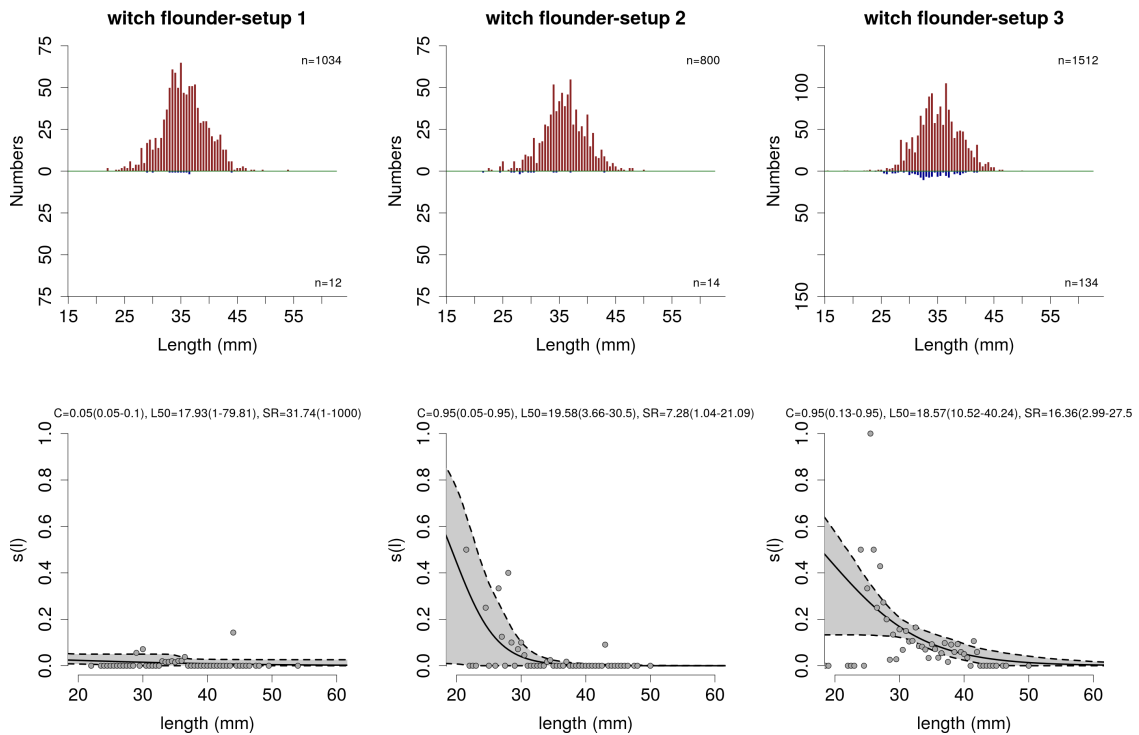 witch flounder-setup 1
witch flounder-setup 2
witch flounder-setup 3
75 50 25 0 25 50 75
Numbers
n=1034
n=12
15 25 35 45 55
Length (mm)
75 50 25 0 25 50 75
Numbers
n=800
n=14
15 25 35 45 55
Length (mm)
100 50 0 50 150
Numbers
n=1512
n=134
15 25 35 45 55
Length (mm)
C=0.05(0.05-0.1), L50=17.93(1-79.81), SR=31.74(1-1000)
1.0 0.8 0.6 0.4 0.2 0.0
s(l)
20 30 40 50 60
length (mm)
C=0.95(0.05-0.95), L50=19.58(3.66-30.5), SR=7.28(1.04-21.09)
1.0 0.8 0.6 0.4 0.2 0.0
s(l)
20 30 40 50 60
length (mm)
C=0.95(0.13-0.95), L50=18.57(10.52-40.24), SR=16.36(2.99-27.5
1.0 0.8 0.6 0.4 0.2 0.0
s(l)
20 30 40 50 60
length (mm)